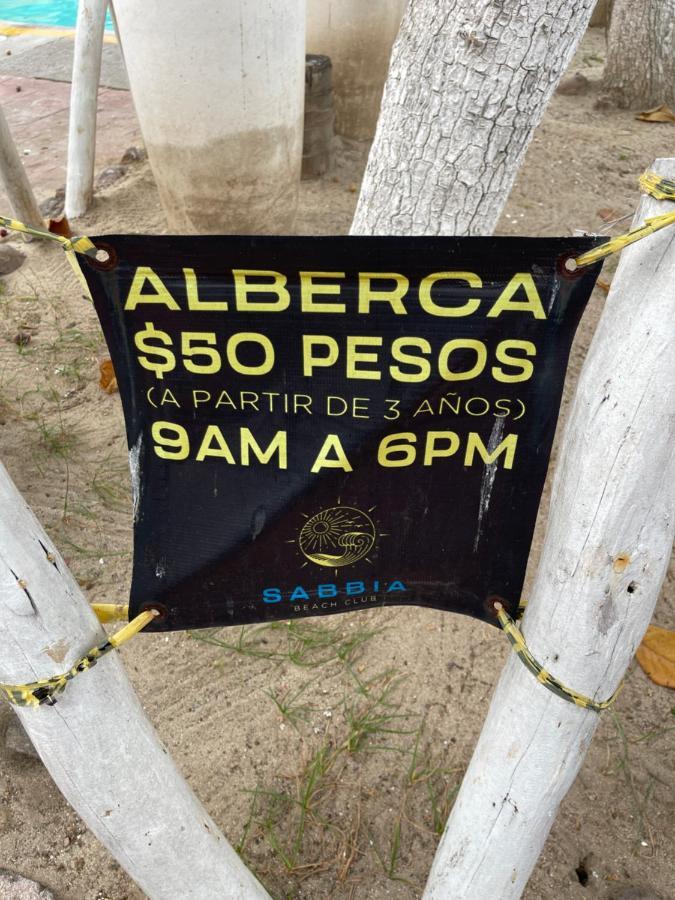 ALBERCA
$50 PESOS
(A PARTIR DE 3 AÑOS)
9AM A 6PM
SABBIA
BEACH CLUB